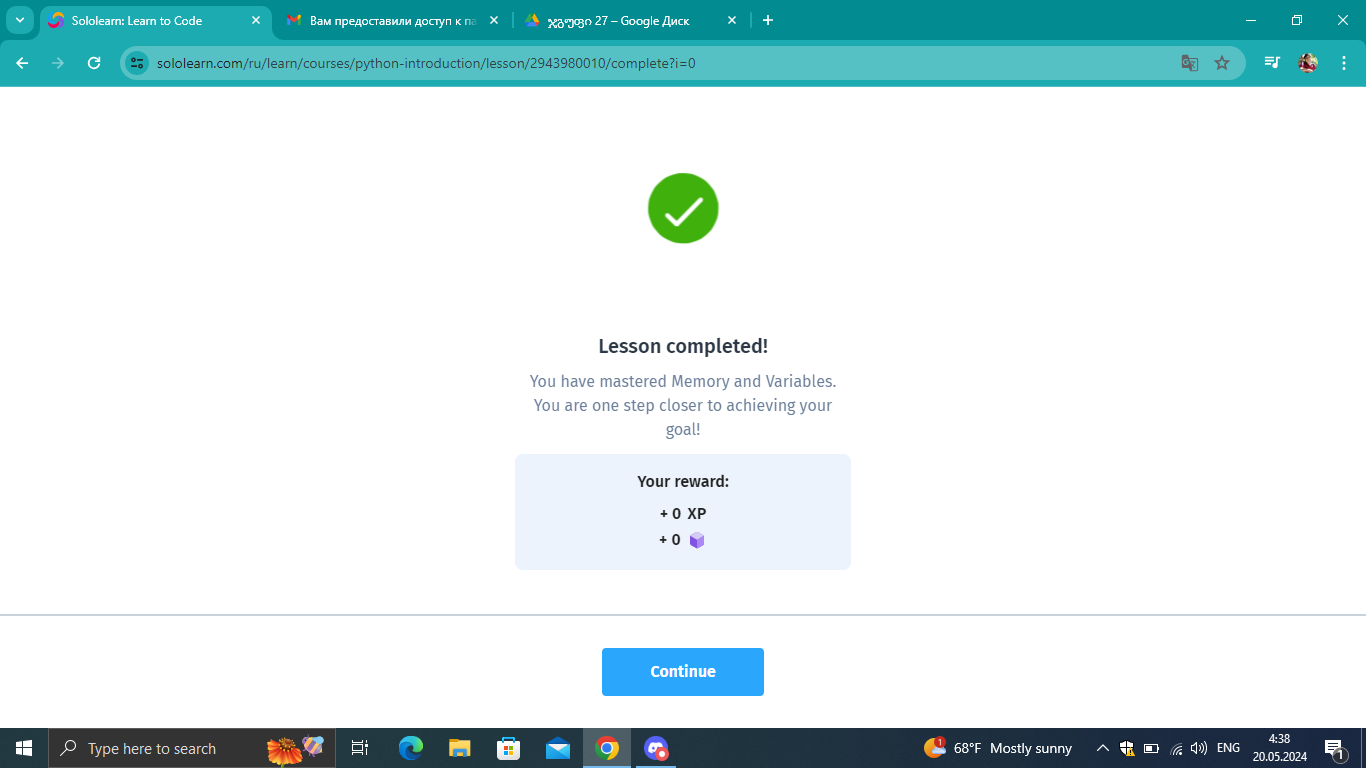 Sololearn: Learn to Code
Вам предоставили доступ к па
ჯგუფი 27 – Google Диск
sololearn.com/ru/learn/courses/python-introduction/lesson/2943980010/complete?i=0
Lesson completed!
You have mastered Memory and Variables.
You are one step closer to achieving your
goal!
Your reward:
+ 0 XP
+ 0
Continue
Type here to search
1
68°F Mostly sunny
ENG
4:38
20.05.2024
1